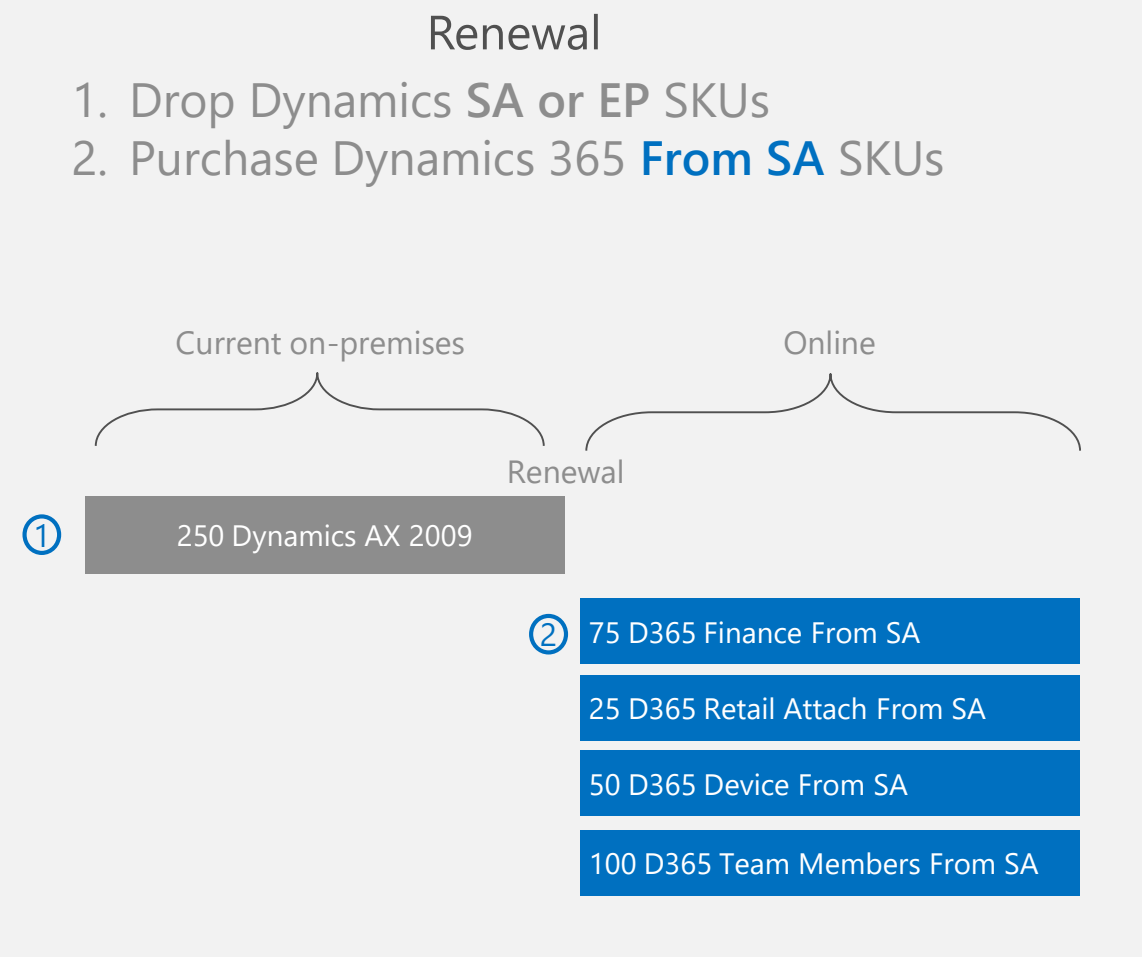 Renewal
1. Drop Dynamics SA or EP SKUs
2. Purchase Dynamics 365 From SA SKUs
Current on-premises
Online
Renewal
1
250 Dynamics AX 2009
2
75 D365 Finance From SA
25 D365 Retail Attach From SA
50 D365 Device From SA
100 D365 Team Members From SA